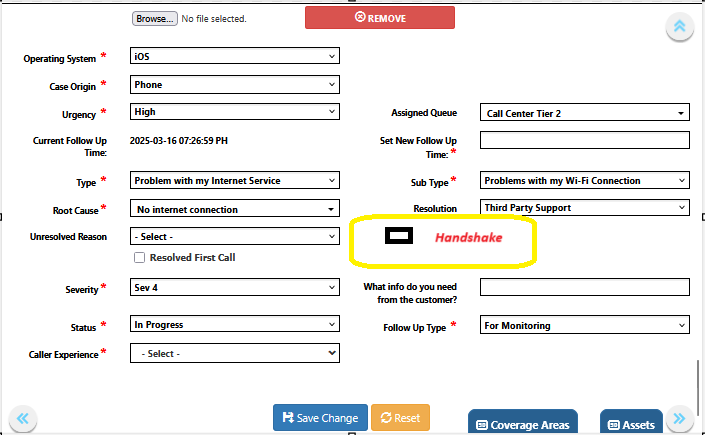 Browse... No file selected. REMOVE
Operating System * iOS
Case Origin * Phone
Urgency * High Assigned Queue Call Center Tier 2
Current Follow Up Time: 2025-03-16 07:26:59 PH Set New Follow Up Time: *
Type * Problem with my Internet Service Sub Type * Problems with my Wi-Fi Connection
Root Cause * No internet connection Resolution Third Party Support
Unresolved Reason - Select - Handshake
Resolved First Call
Severity * Sev 4 What info do you need from the customer?
Status * In Progress Follow Up Type * For Monitoring
Caller Experience * - Select -
Save Change Reset Coverage Areas Assets